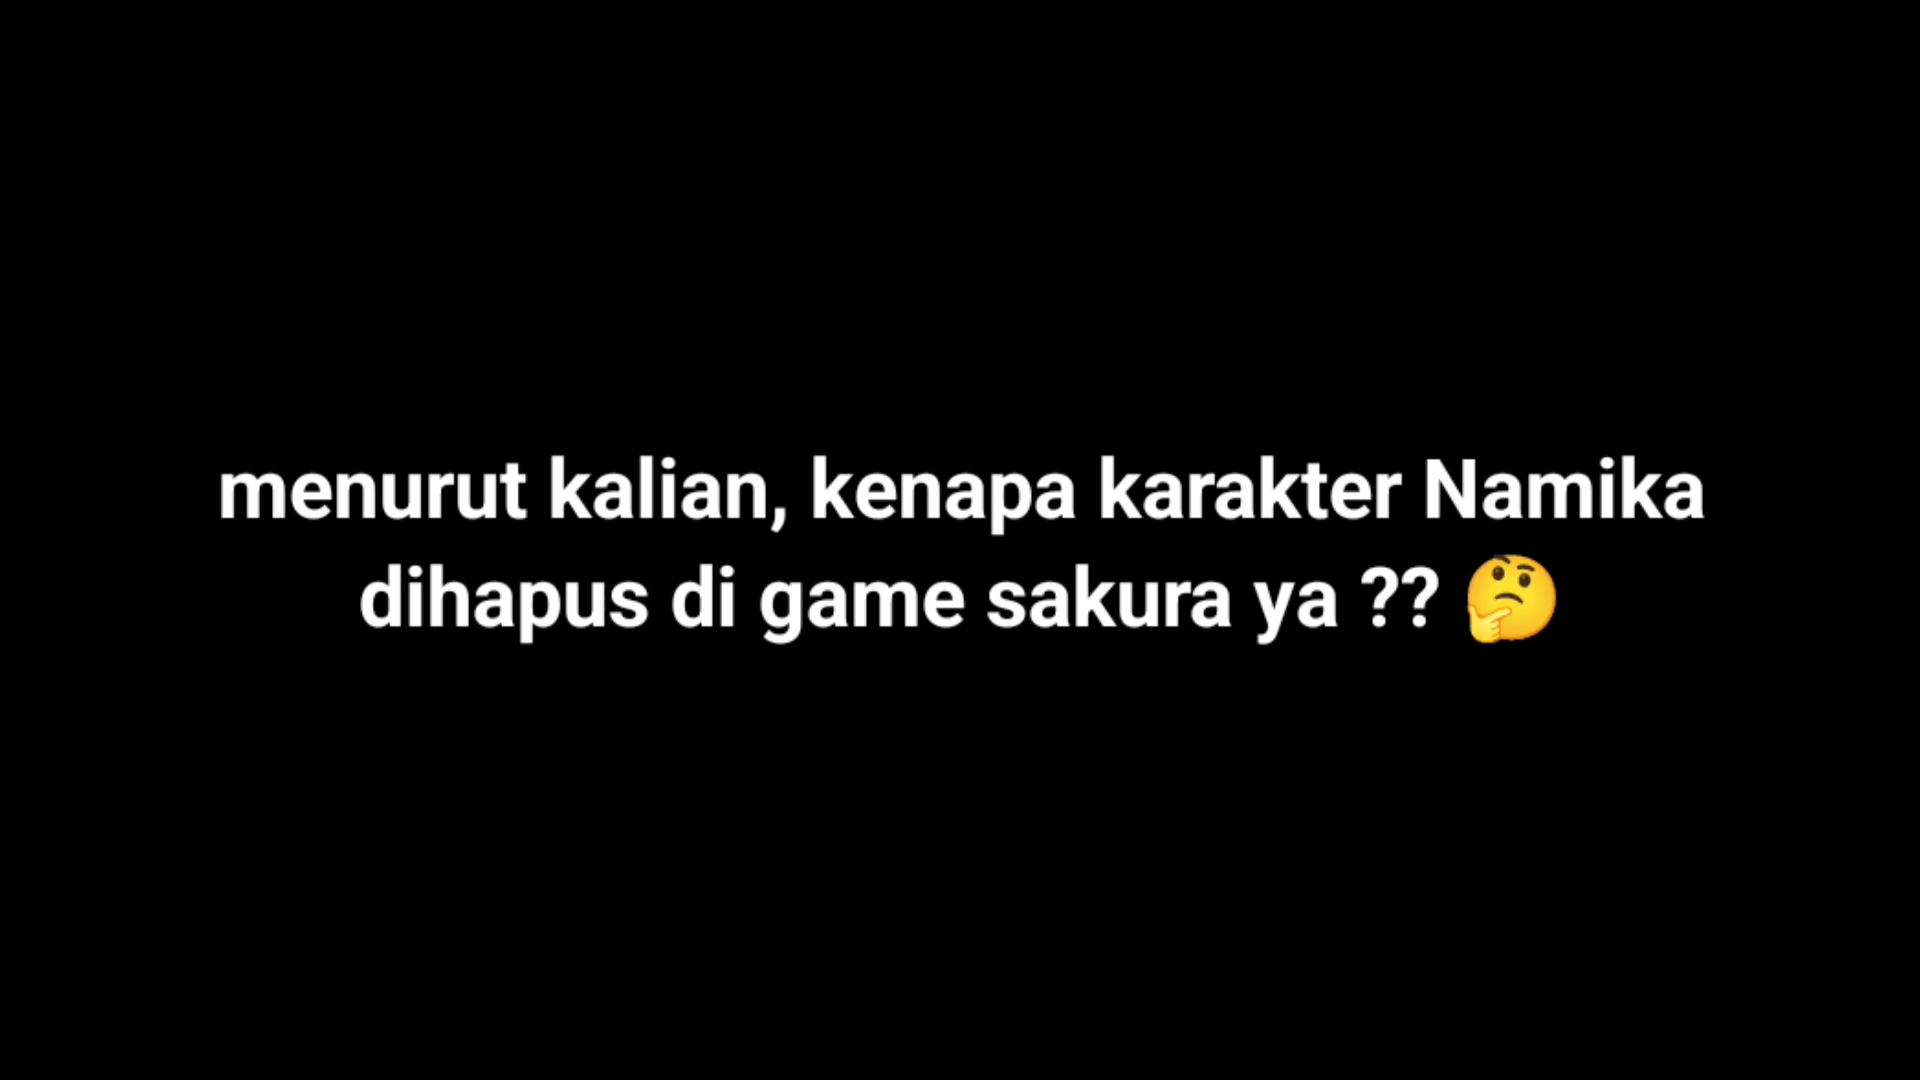 menurut kalian, kenapa karakter Namika
dihapus di game sakura ya ?? 🤔